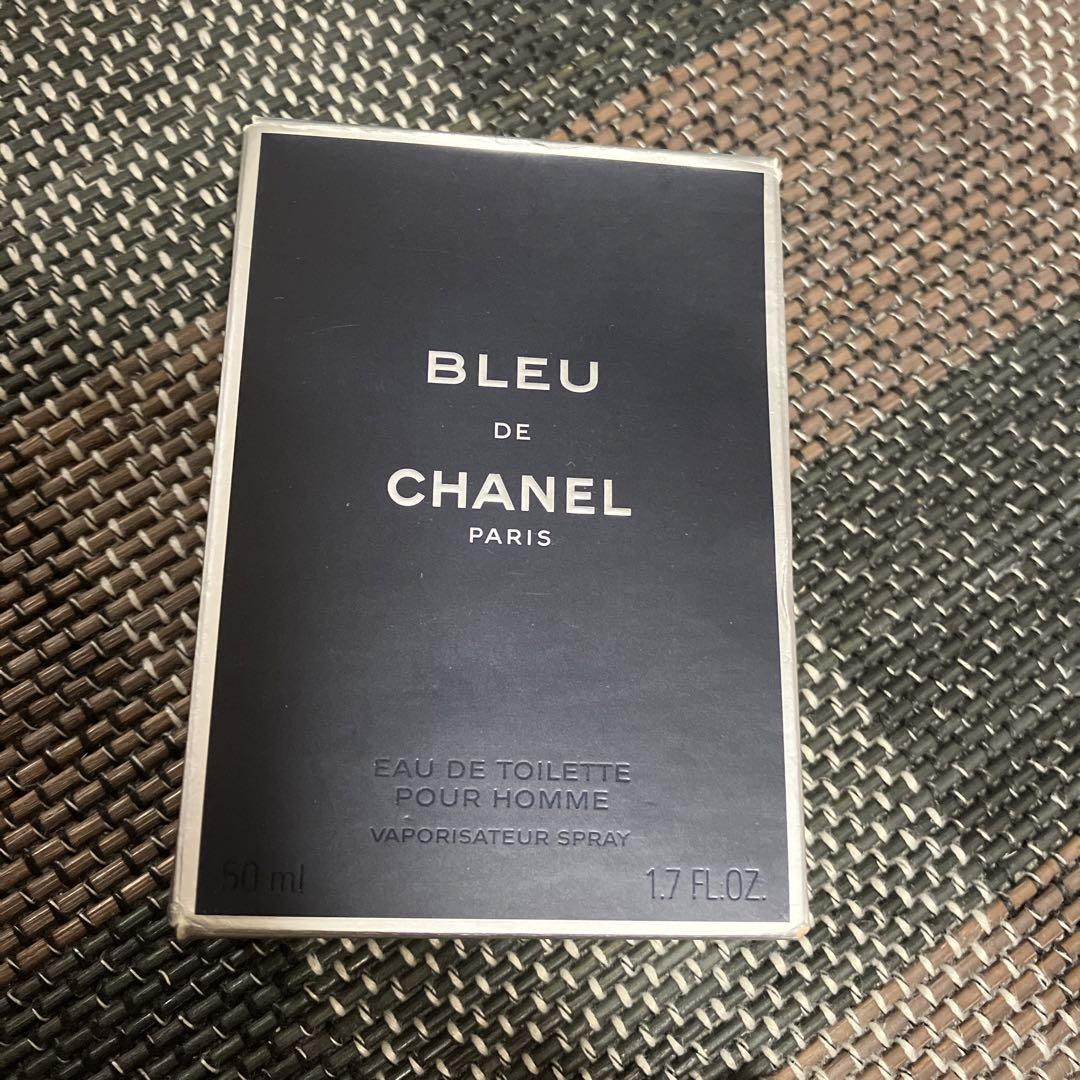 BLEU
DE
CHANEL
PARIS
EAU DE TOILETTE
POUR HOMME
VAPORISATEUR SPRAY
50 ml 1.7 FL.OZ.